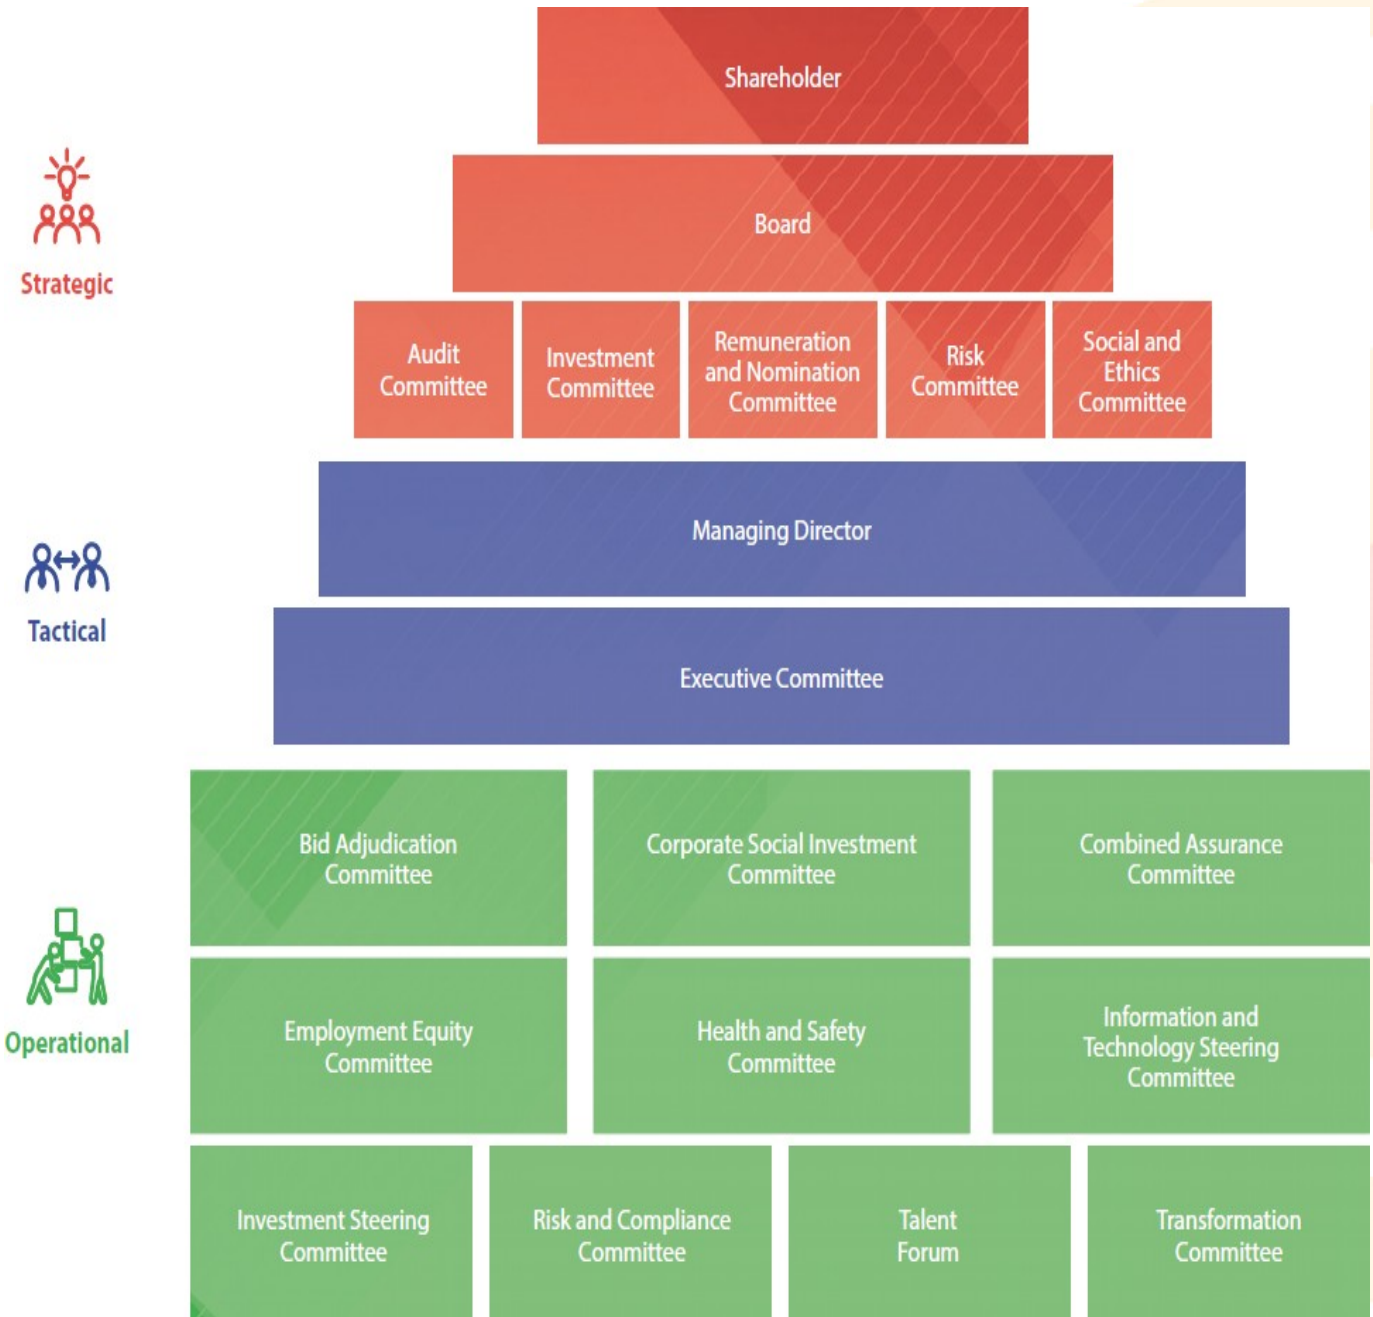 Shareholder
Strategic
Board
Audit
Committee
Investment
Committee
Remuneration
and Nomination
Committee
Risk
Committee
Social and
Ethics
Committee
Tactical
Managing Director
Executive Committee
Operational
Bid Adjudication
Committee
Corporate Social Investment
Committee
Combined Assurance
Committee
Employment Equity
Committee
Health and Safety
Committee
Information and
Technology Steering
Committee
Investment Steering
Committee
Risk and Compliance
Committee
Talent
Forum
Transformation
Committee